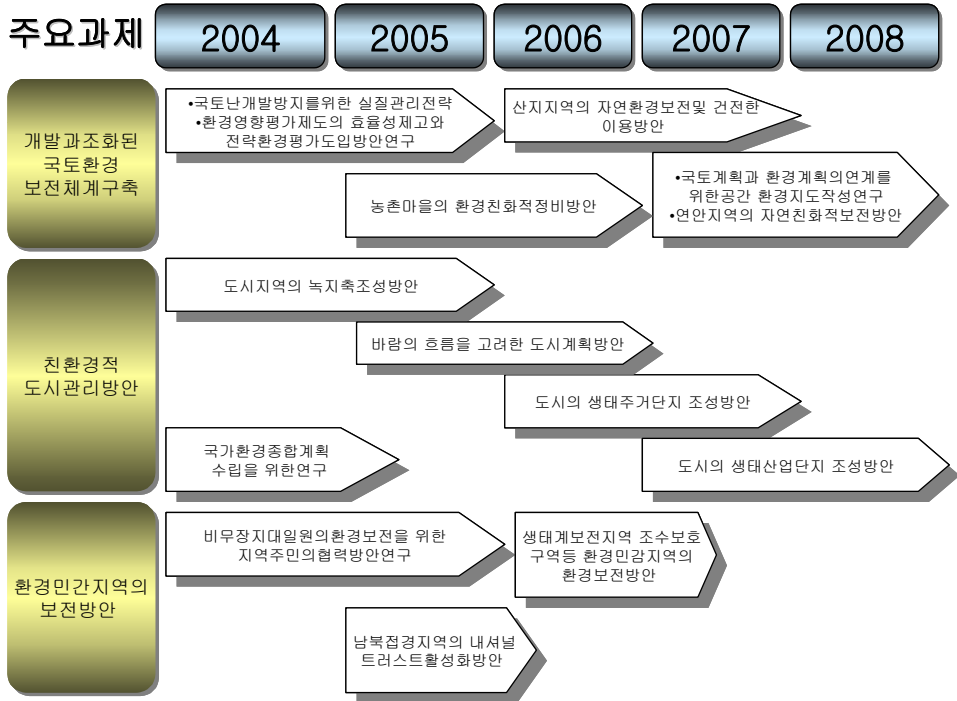 주요과제
2004
2005
2006
2007
2008
개발과조화된
국토환경
보전체계구축
•국토난개발방지를위한 실질관리전략
•환경영향평가제도의 효율성제고와
전략환경평가도입방안연구
산지지역의 자연환경보전및 건전한
이용방안
농촌마을의 환경친화적정비방안
•국토계획과 환경계획의연계를
위한공간 환경지도작성연구
•연안지역의 자연친화적보전방안
친환경적
도시관리방안
도시지역의 녹지축조성방안
바람의 흐름을 고려한 도시계획방안
도시의 생태주거단지 조성방안
국가환경종합계획
수립을 위한연구
도시의 생태산업단지 조성방안
환경민간지역의
보전방안
비무장지대일원의환경보전을 위한
지역주민의협력방안연구
생태계보전지역 조수보호
구역등 환경민감지역의
환경보전방안
남북접경지역의 내셔널
트러스트활성화방안